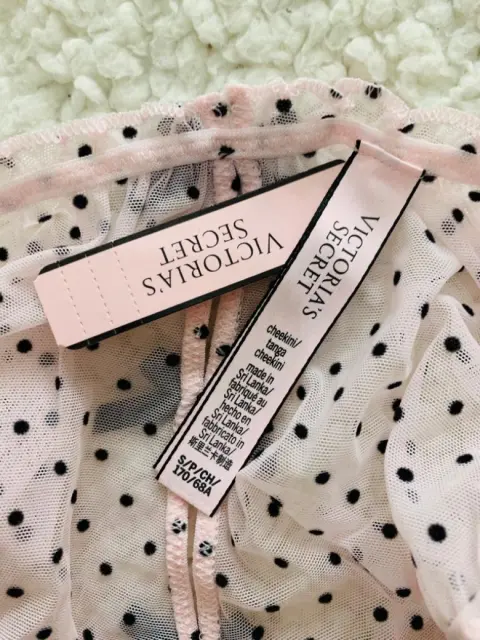 VICTORIA'S
SECRET
VICTORIA'S
SECRET
cheekini/
tanga
cheekini
made in
Sri Lanka/
fabriqué au
Sri Lanka/
hecho en
Sri Lanka/
fabbricato in
Sri Lanka/
斯里兰卡制造
S/P/CH/
170/68A